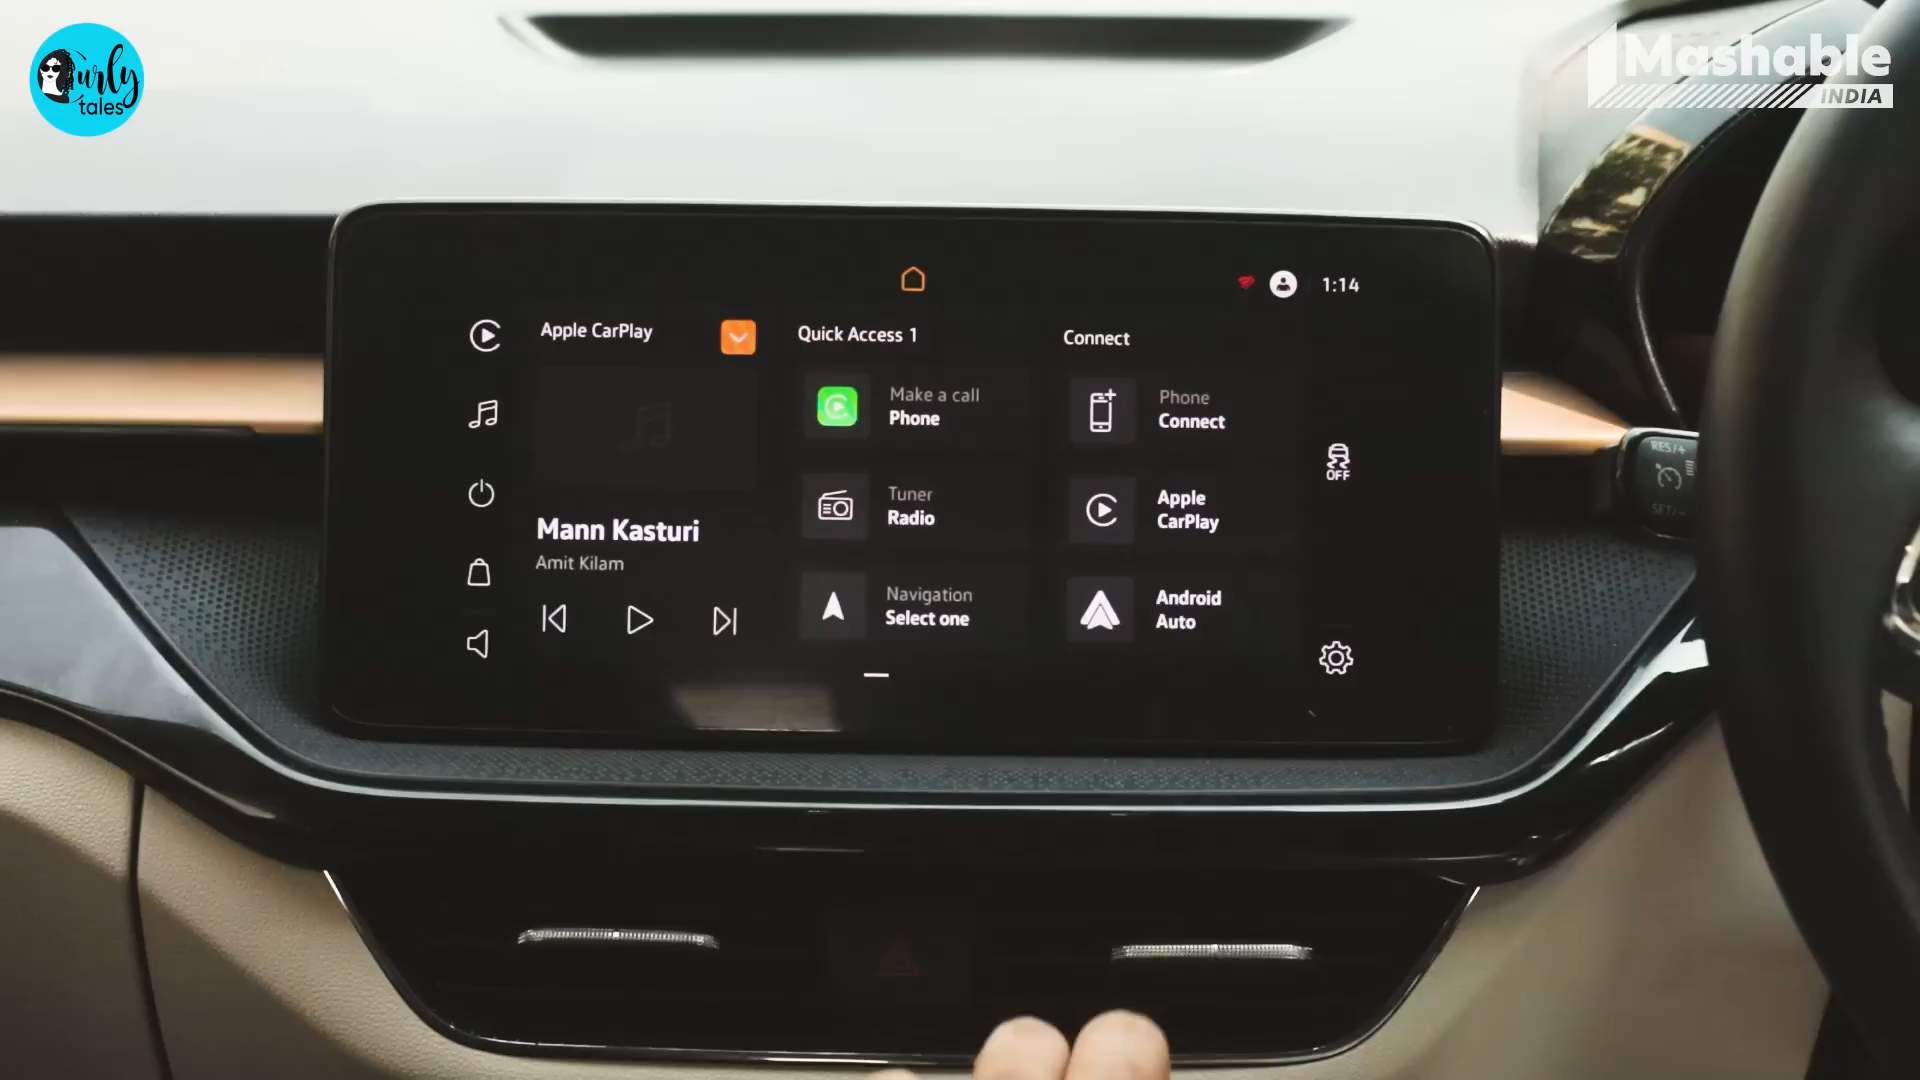 Curly
tales
Mashable
INDIA
1:14
Apple CarPlay
Quick Access 1
Connect
Make a call
Phone
Phone
Connect
Tuner
Radio
Apple
CarPlay
OFF
Mann Kasturi
Amit Kilam
Navigation
Select one
Android
Auto
RES/+
SET/-